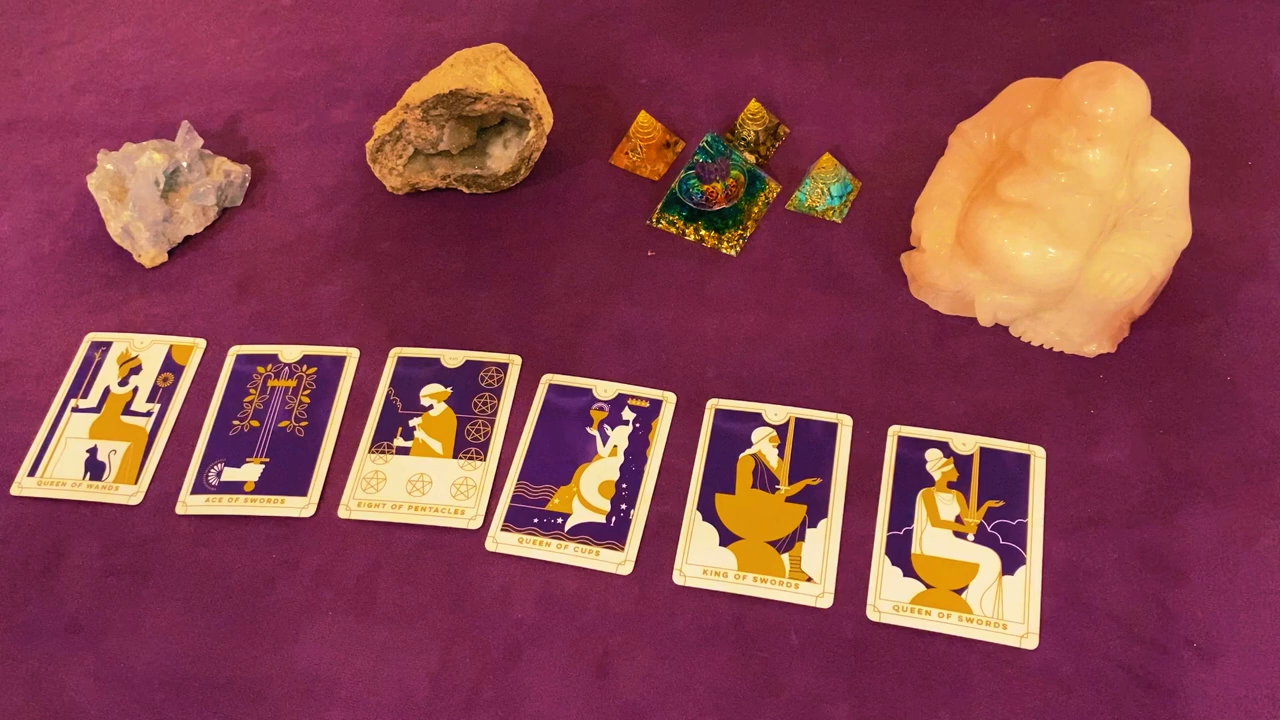 QUEEN OF WANDS
ACE OF SWORDS
EIGHT OF PENTACLES
QUEEN OF CUPS
KING OF SWORDS
QUEEN OF SWORDS